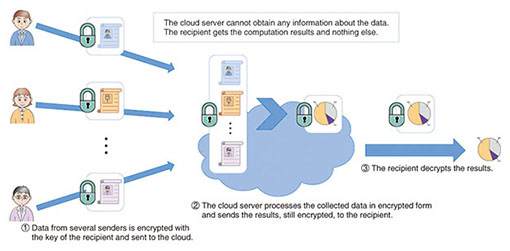 The cloud server cannot obtain any information about the data.
The recipient gets the computation results and nothing else.
③ The recipient decrypts the results.
② The cloud server processes the collected data in encrypted form
and sends the results, still encrypted, to the recipient.
① Data from several senders is encrypted with
the key of the recipient and sent to the cloud.